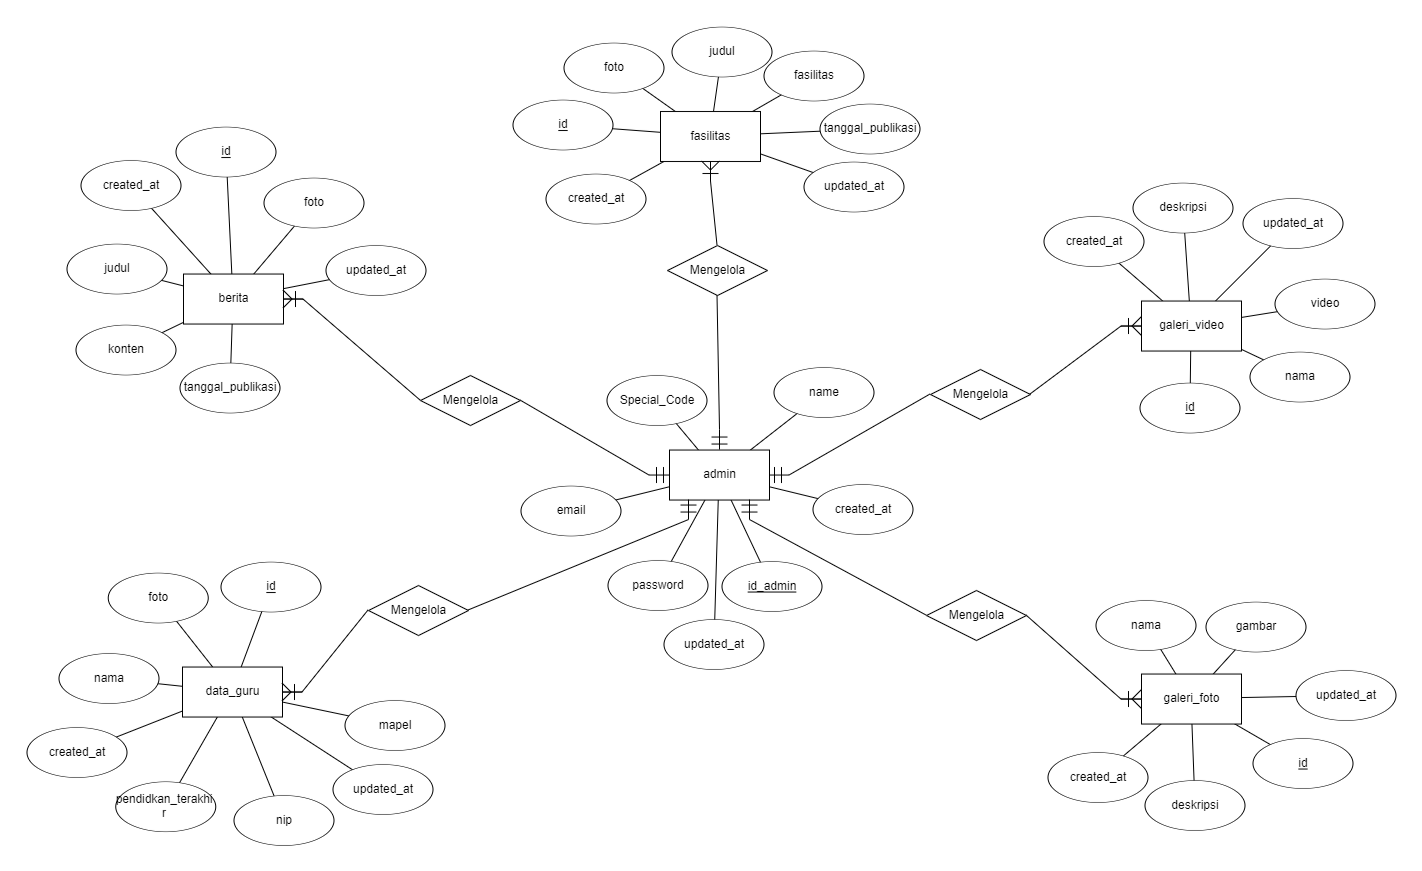 judul
foto
fasilitas
id
tanggal_publikasi
fasilitas
updated_at
created_at
id
created_at
foto
judul
updated_at
berita
konten
tanggal_publikasi
Mengelola
deskripsi
created_at
updated_at
video
galeri_video
nama
id
Mengelola
Mengelola
Special_Code
name
admin
email
created_at
password
id_admin
updated_at
Mengelola
Mengelola
id
foto
nama
data_guru
mapel
created_at
updated_at
pendidkan_terakhi
r
nip
nama
gambar
galeri_foto
updated_at
id
created_at
deskripsi